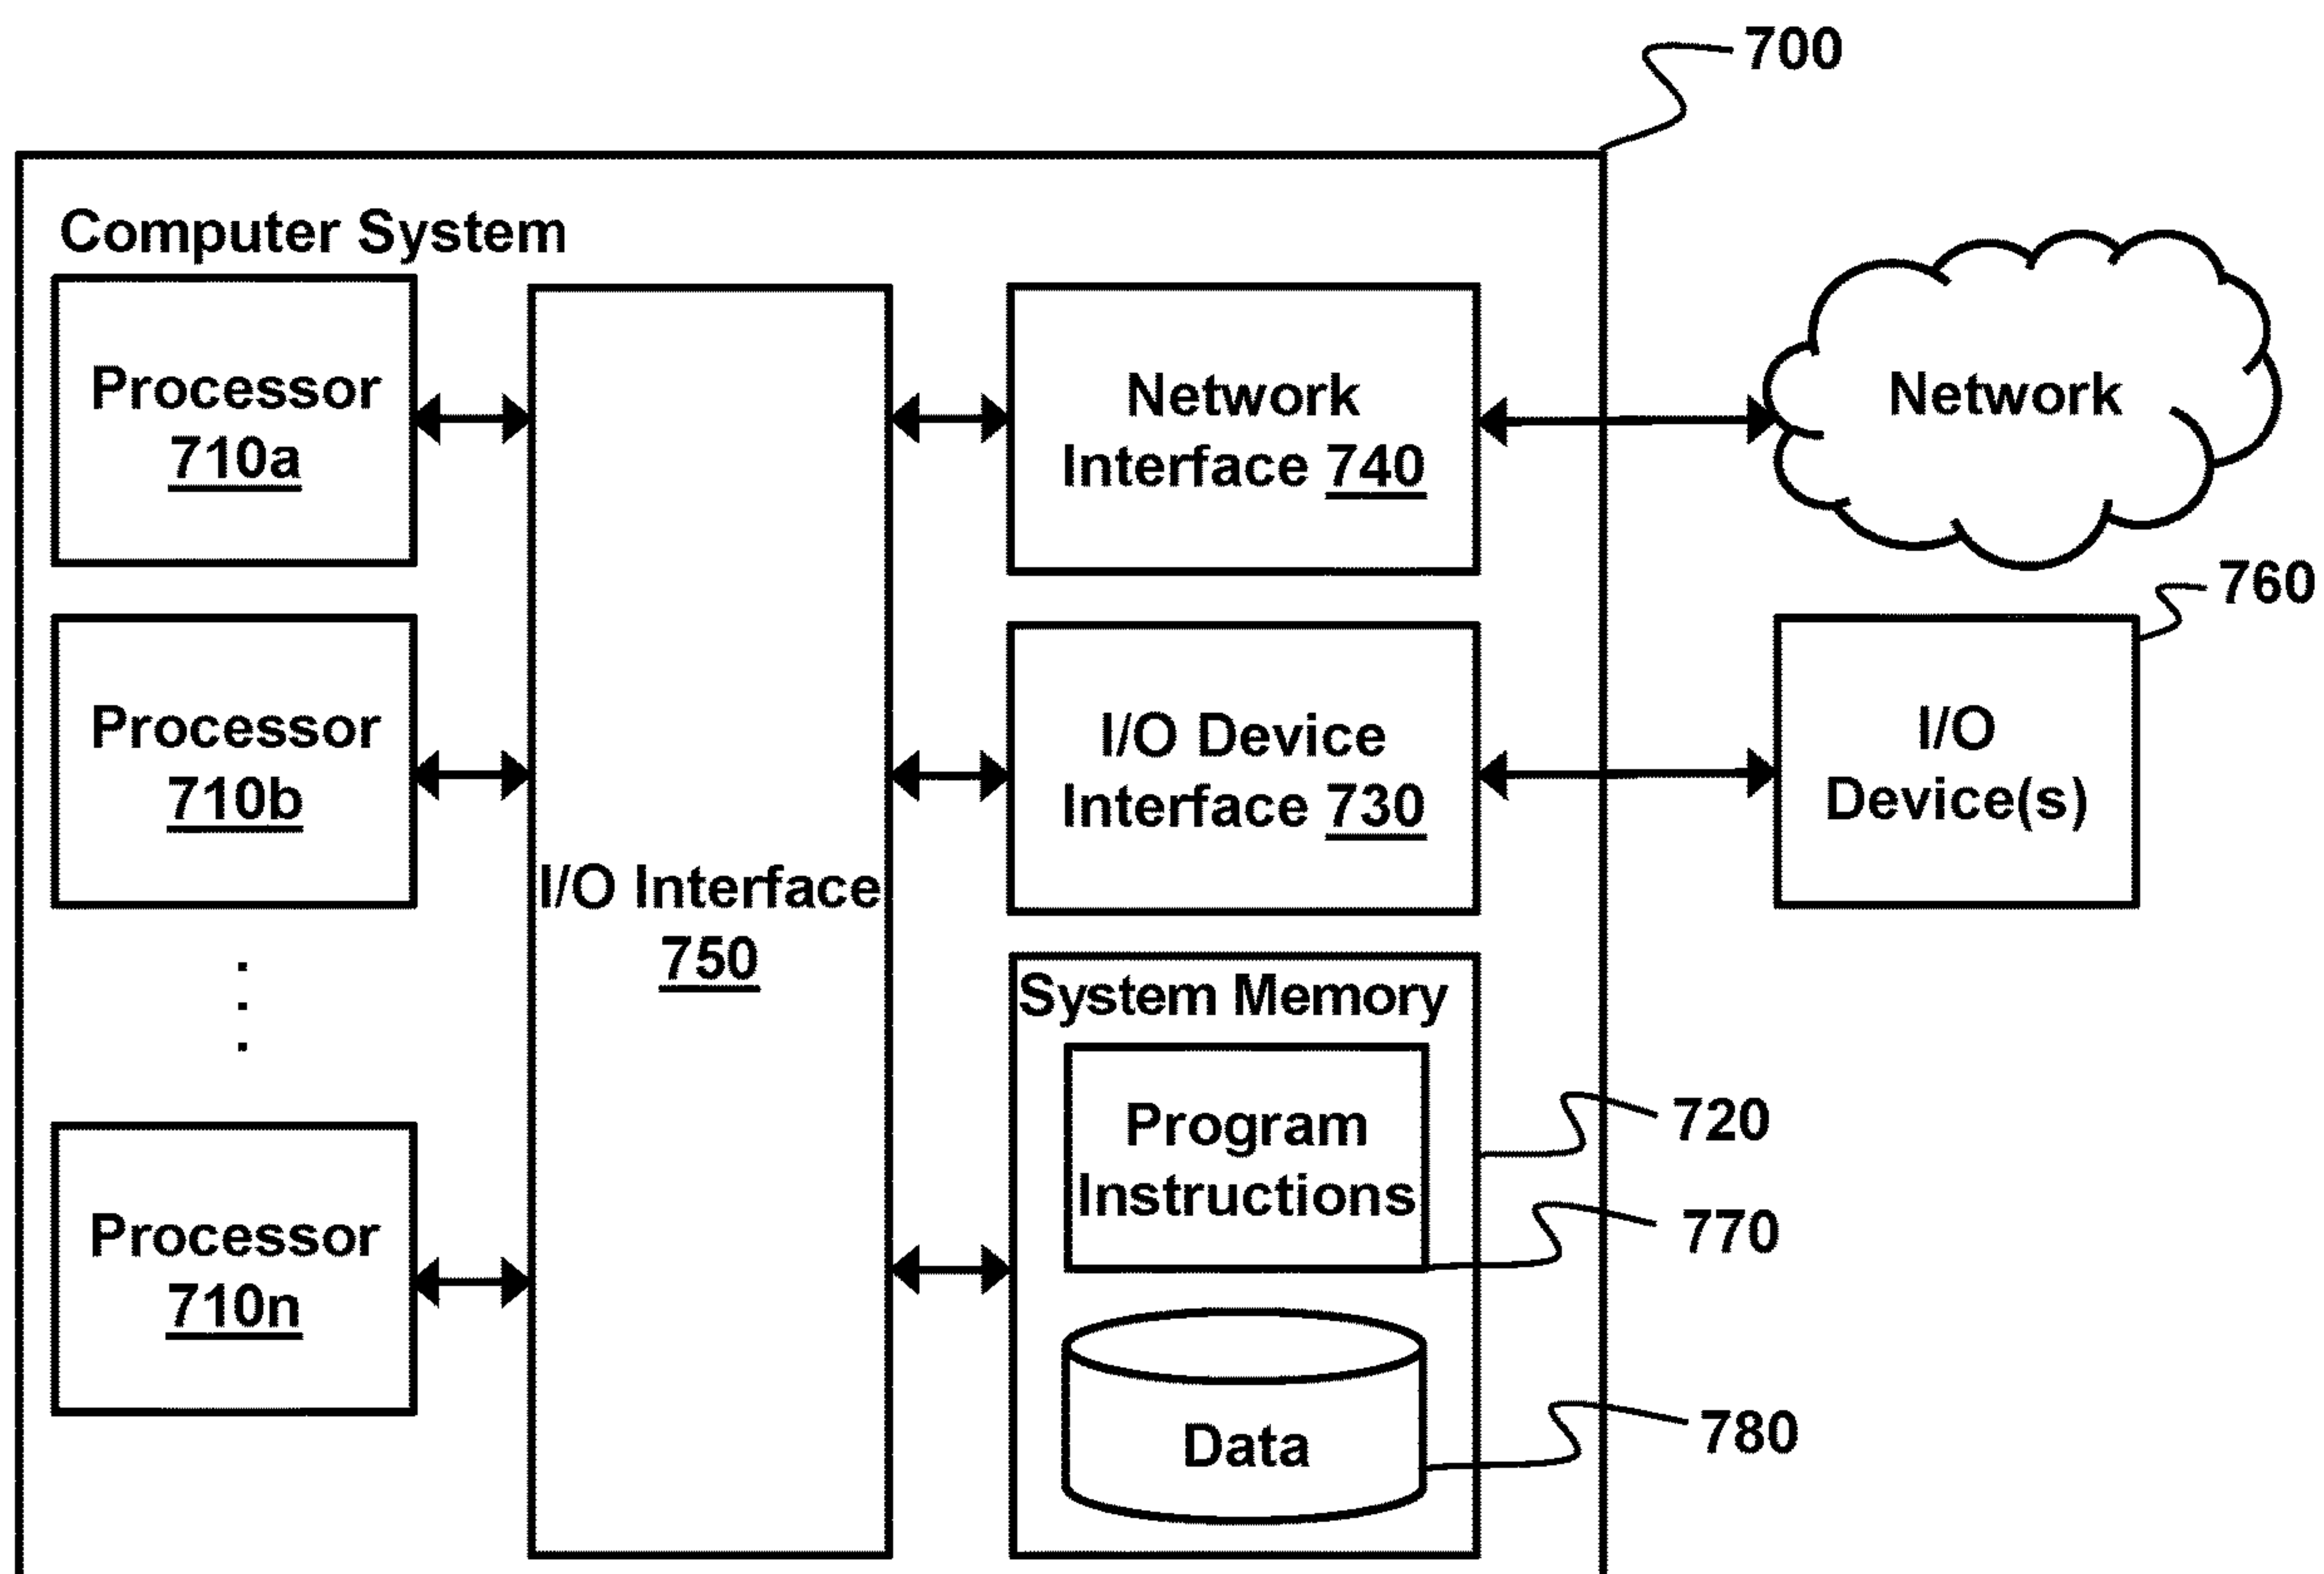 700
Computer System
Processor
710a
Network
Interface 740
Network
760
Processor
710b
I/O Device
Interface 730
I/O
Device(s)
I/O Interface
750
System Memory
Program
Instructions
720
770
Processor
710n
Data
780